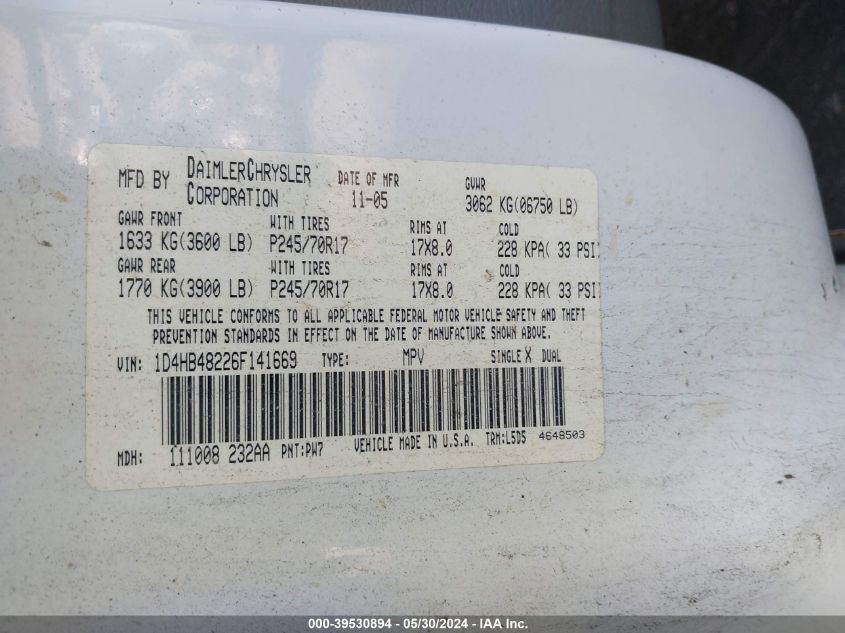 MFD BY DAIMLERCHRYSLER CORPORATION DATE OF MFR 11-05 GVWR 3062 KG(06750 LB)
GAWR FRONT WITH TIRES RIMS AT COLD
1633 KG(3600 LB) P245/70R17 17X8.0 228 KPA( 33 PSI)
GAWR REAR WITH TIRES RIMS AT COLD
1770 KG(3900 LB) P245/70R17 17X8.0 228 KPA( 33 PSI)
THIS VEHICLE CONFORMS TO ALL APPLICABLE FEDERAL MOTOR VEHICLE SAFETY AND THEFT
PREVENTION STANDARDS IN EFFECT ON THE DATE OF MANUFACTURE SHOWN ABOVE.
VIN: 1D4HB48226F141669 TYPE: MPV SINGLE X DUAL
MDH: 111008 232AA PNT:PW7 VEHICLE MADE IN U.S.A. TRM:L5D5 4648503
000-39530894 - 05/30/2024 - IAA Inc.